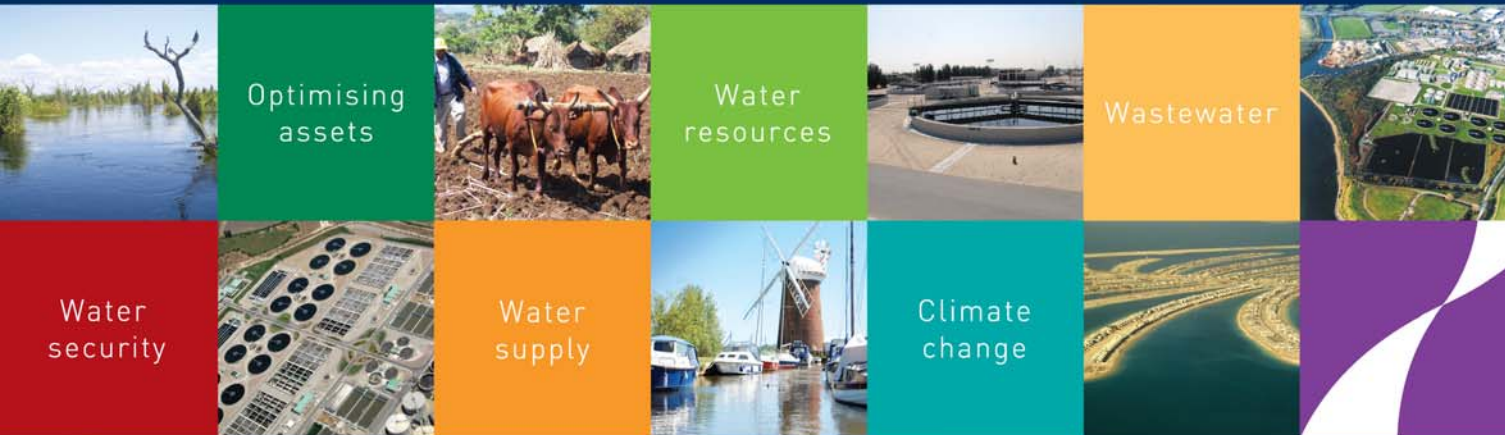 Optimising
assets
Water
resources
Wastewater
Water
security
Water
supply
Climate
change